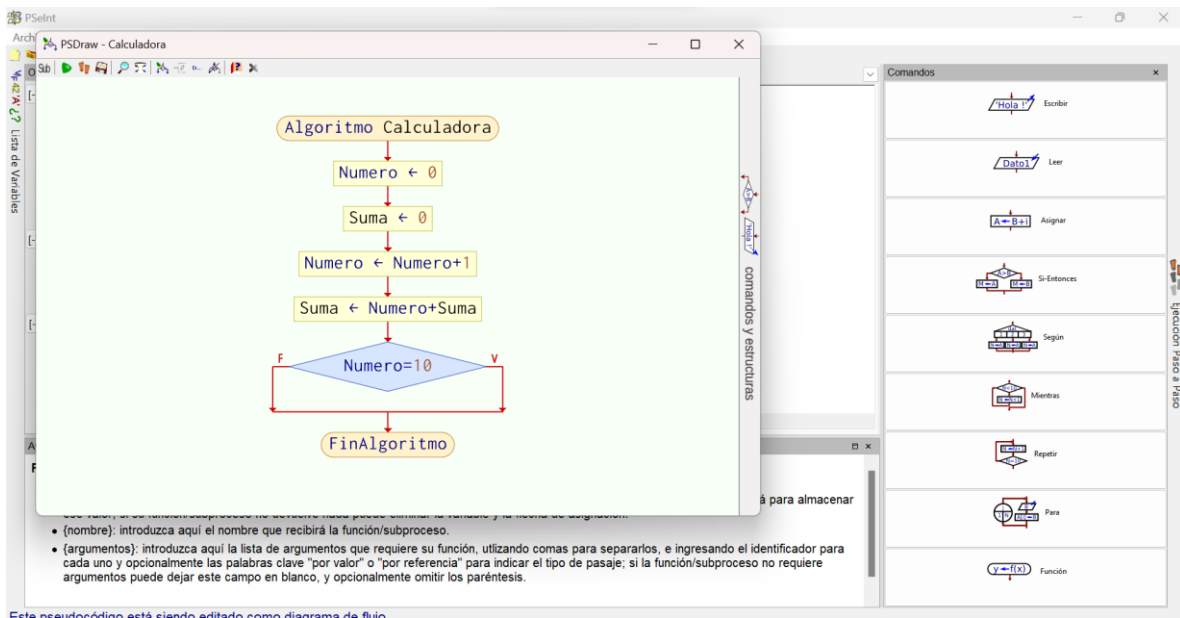 PSeInt
Arch
PSDraw - Calculadora
Sub
Lista de Variables
Algoritmo Calculadora
Numero ← 0
Suma ← 0
Numero ← Numero+1
Suma ← Numero+Suma
F
Numero=10
V
FinAlgoritmo
comandos y estructuras
A>B
'Hola !'
á para almacenar
• {nombre}: introduzca aquí el nombre que recibirá la función/subproceso.
• {argumentos}: introduzca aquí la lista de argumentos que requiere su función, utlizando comas para separarlos, e ingresando el identificador para
cada uno y opcionalmente las palabras clave "por valor" o "por referencia" para indicar el tipo de pasaje; si la función/subproceso no requiere
argumentos puede dejar este campo en blanco, y opcionalmente omitir los paréntesis.
Este pseudocódigo está siendo editado como diagrama de flujo
Comandos
'Hola !' Escribir
Dato1 Leer
A←B+i Asignar
Si-Entonces
Según
Mientras
Repetir
Para
y←f(x) Función
Ejecución Paso a Paso